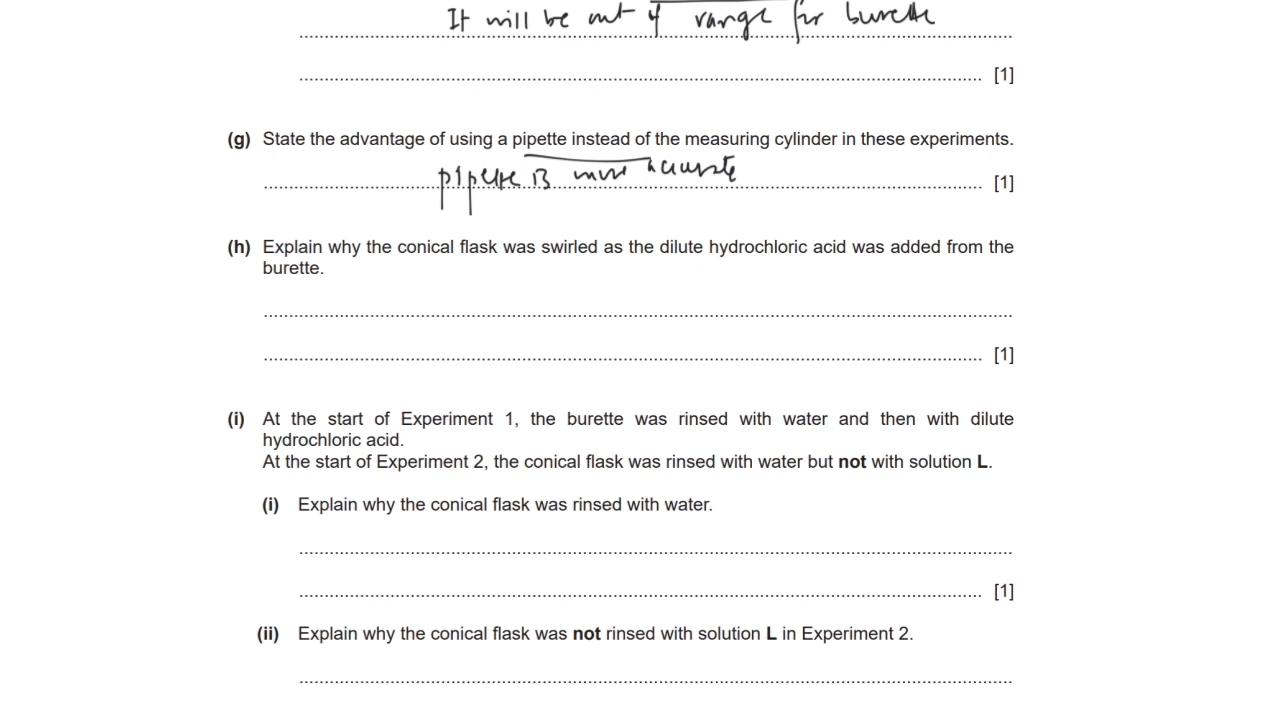 It will be out of range for burette
[1]
(g) State the advantage of using a pipette instead of the measuring cylinder in these experiments.
pipette is more accurate
[1]
(h) Explain why the conical flask was swirled as the dilute hydrochloric acid was added from the
burette.
[1]
(i) At the start of Experiment 1, the burette was rinsed with water and then with dilute
hydrochloric acid.
At the start of Experiment 2, the conical flask was rinsed with water but not with solution L.
(i) Explain why the conical flask was rinsed with water.
[1]
(ii) Explain why the conical flask was not rinsed with solution L in Experiment 2.